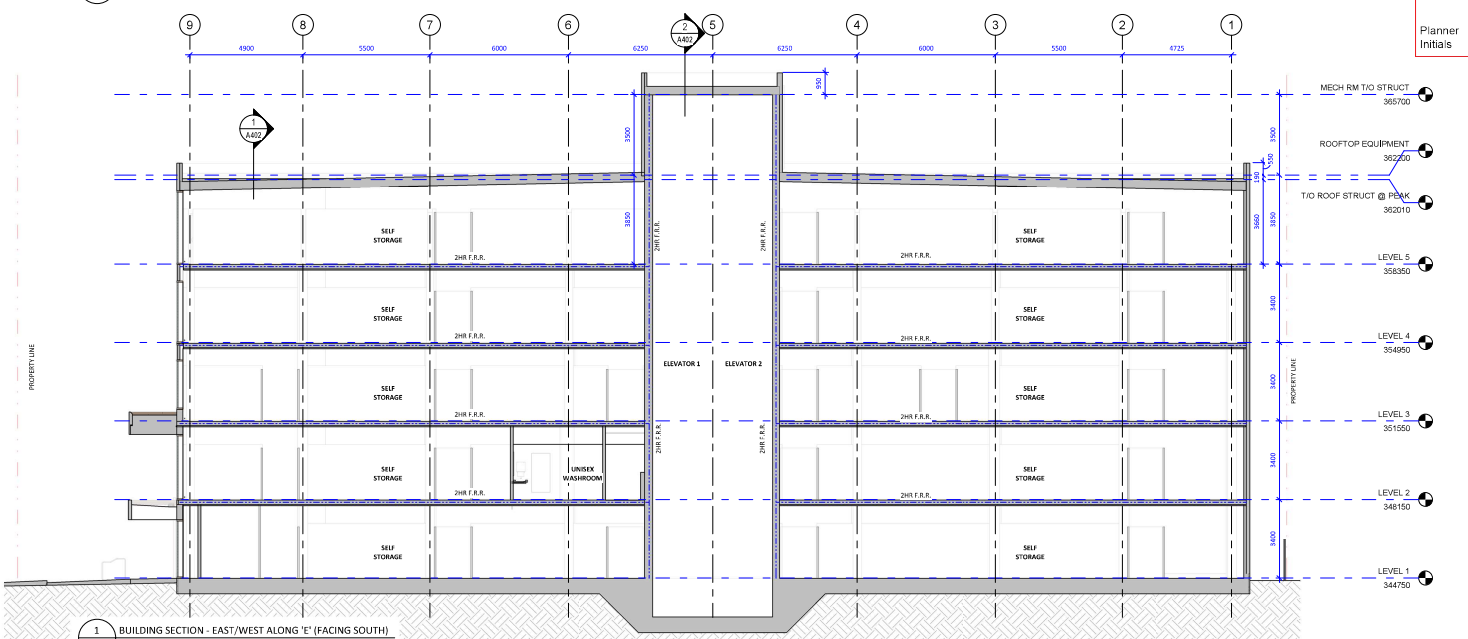 9
8
7
6
2
A402
5
4
3
2
1
Planner
Initials
4900
5500
6000
6250
6250
6000
5500
4725
930
MECH RM T/O STRUCT
365700
1
A402
3500
3500
ROOFTOP EQUIPMENT
362200
550
190
T/O ROOF STRUCT @ PEAK
362010
3850
3660
3850
SELF
STORAGE
2HR F.R.R.
2HR F.R.R.
2HR F.R.R.
SELF
STORAGE
2HR F.R.R.
LEVEL 5
358350
SELF
STORAGE
2HR F.R.R.
SELF
STORAGE
2HR F.R.R.
3400
LEVEL 4
354950
PROPERTY LINE
SELF
STORAGE
2HR F.R.R.
ELEVATOR 1
ELEVATOR 2
SELF
STORAGE
2HR F.R.R.
3400
PROPERTY LINE
LEVEL 3
351550
SELF
STORAGE
2HR F.R.R.
UNISEX
WASHROOM
2HR F.R.R.
2HR F.R.R.
SELF
STORAGE
2HR F.R.R.
3400
LEVEL 2
348150
SELF
STORAGE
SELF
STORAGE
3400
LEVEL 1
344750
1
BUILDING SECTION - EAST/WEST ALONG 'E' (FACING SOUTH)